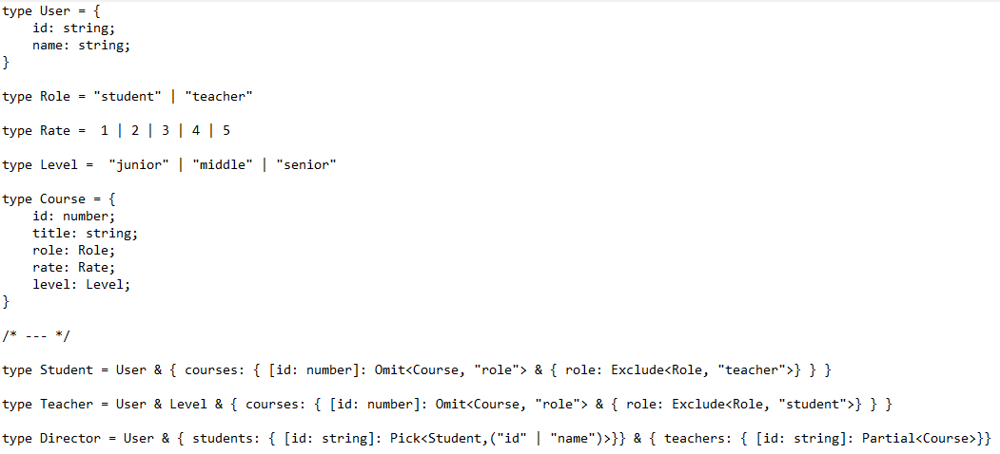 type User = {
    id: string;
    name: string;
}

type Role = "student" | "teacher"

type Rate =  1 | 2 | 3 | 4 | 5

type Level =  "junior" | "middle" | "senior"

type Course = {
    id: number;
    title: string;
    role: Role;
    rate: Rate;
    level: Level;
}

/* --- */

type Student = User & { courses: { [id: number]: Omit<Course, "role"> & { role: Exclude<Role, "teacher">} } }

type Teacher = User & Level & { courses: { [id: number]: Omit<Course, "role"> & { role: Exclude<Role, "student">} } }

type Director = User & { students: { [id: string]: Pick<Student,("id" | "name")>}} & { teachers: { [id: string]: Partial<Course>}}